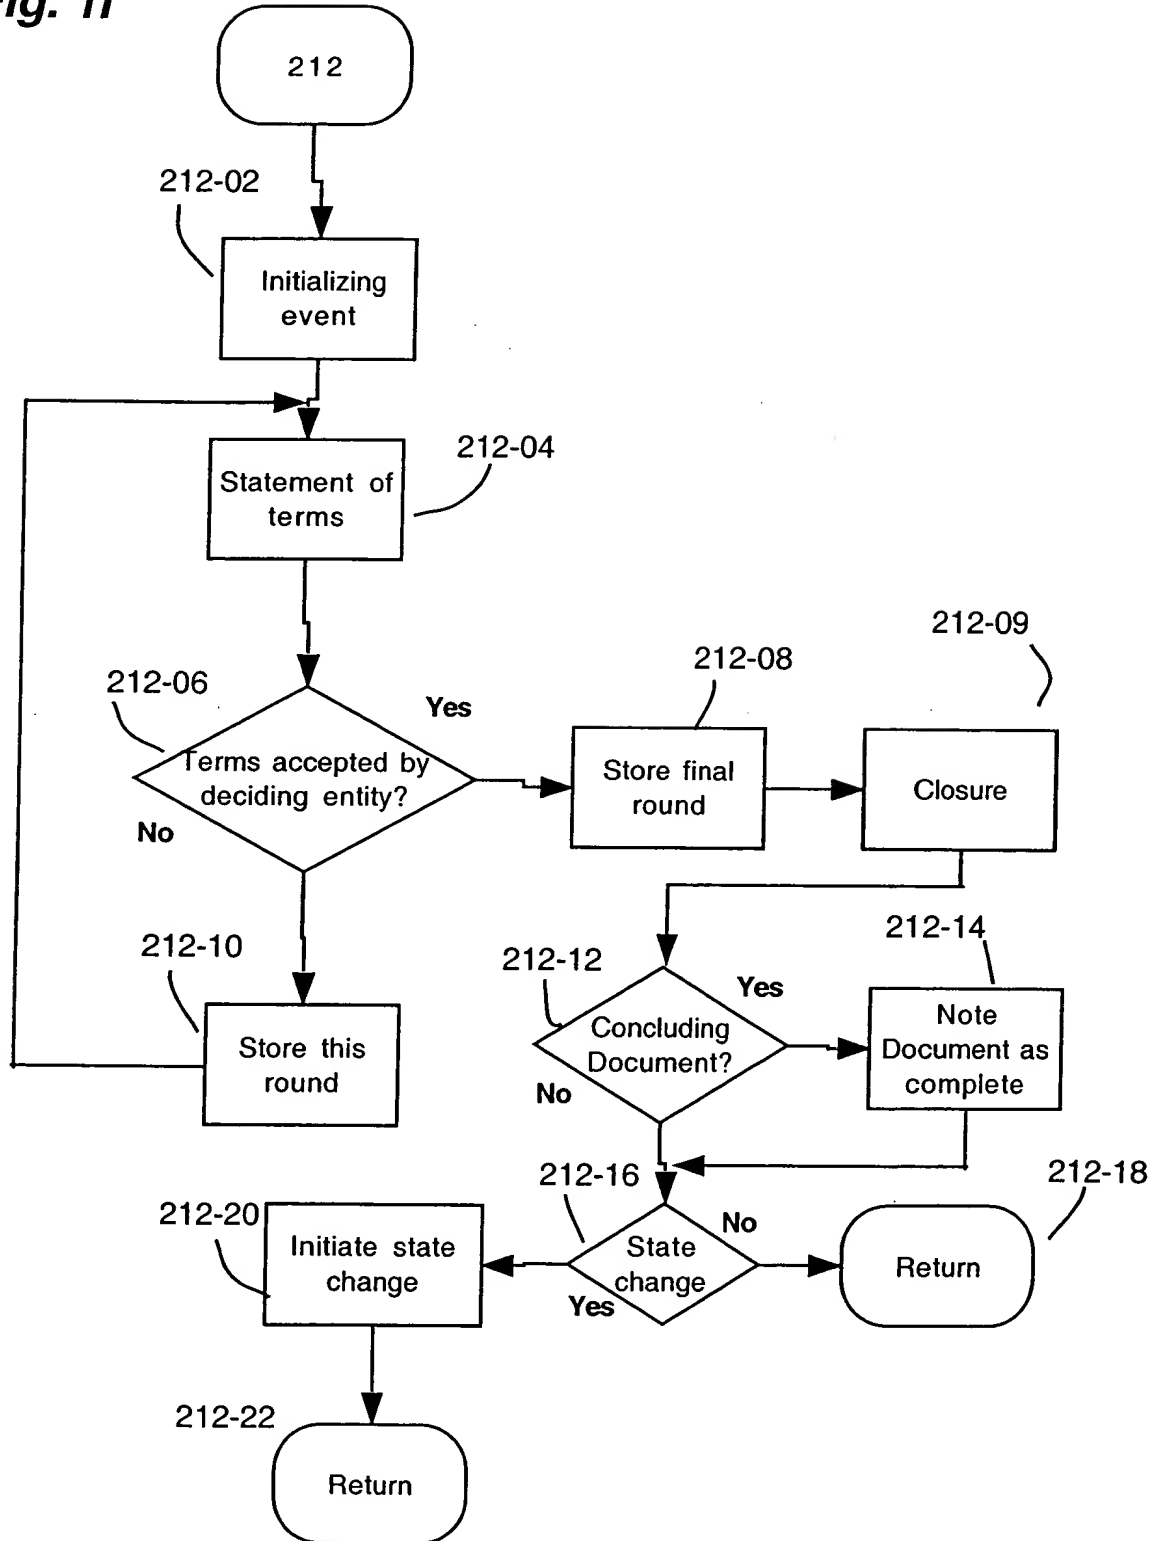 212
212-02
Initializing
event
212-04
Statement of
terms
212-09
212-08
212-06
Yes
Terms accepted by
deciding entity?
No
Store final
round
Closure
212-10
Store this
round
212-12
212-14
Yes
Concluding
Document?
No
Note
Document as
complete
212-16
212-18
212-20
Initiate state
change
No
State
change
Yes
Return
212-22
Return